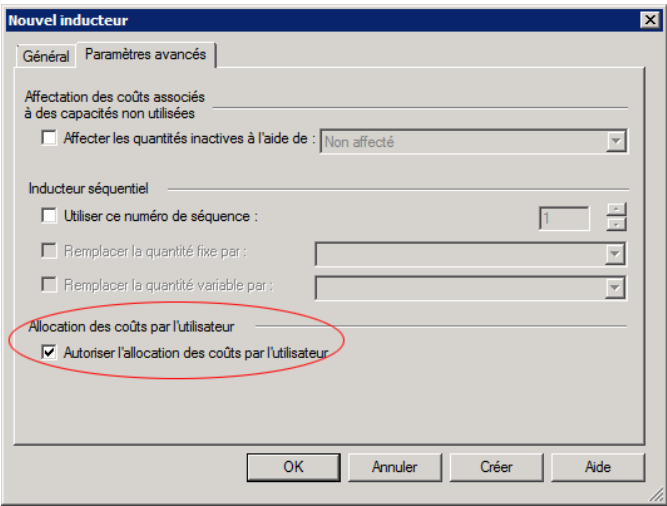 Nouvel inducteur
Général
Paramètres avancés
Affectation des coûts associés
à des capacités non utilisées
Affecter les quantités inactives à l'aide de :
Non affecté
Inducteur séquentiel
Utiliser ce numéro de séquence :
1
Remplacer la quantité fixe par :
Remplacer la quantité variable par :
Allocation des coûts par l'utilisateur
Autoriser l'allocation des coûts par l'utilisateur
OK
Annuler
Créer
Aide